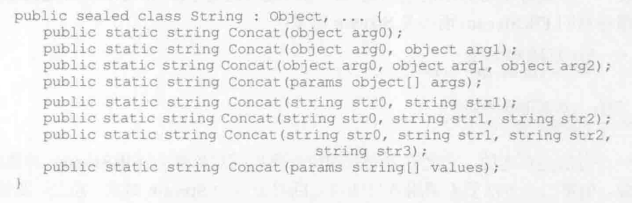 public sealed class String : Object, ... {
public static string Concat(object arg0);
public static string Concat(object arg0, object arg1);
public static string Concat(object arg0, object arg1, object arg2);
public static string Concat(params object[] args);
public static string Concat(string str0, string str1);
public static string Concat(string str0, string str1, string str2);
public static string Concat(string str0, string str1, string str2,
string str3);
public static string Concat(params string[] values);
}